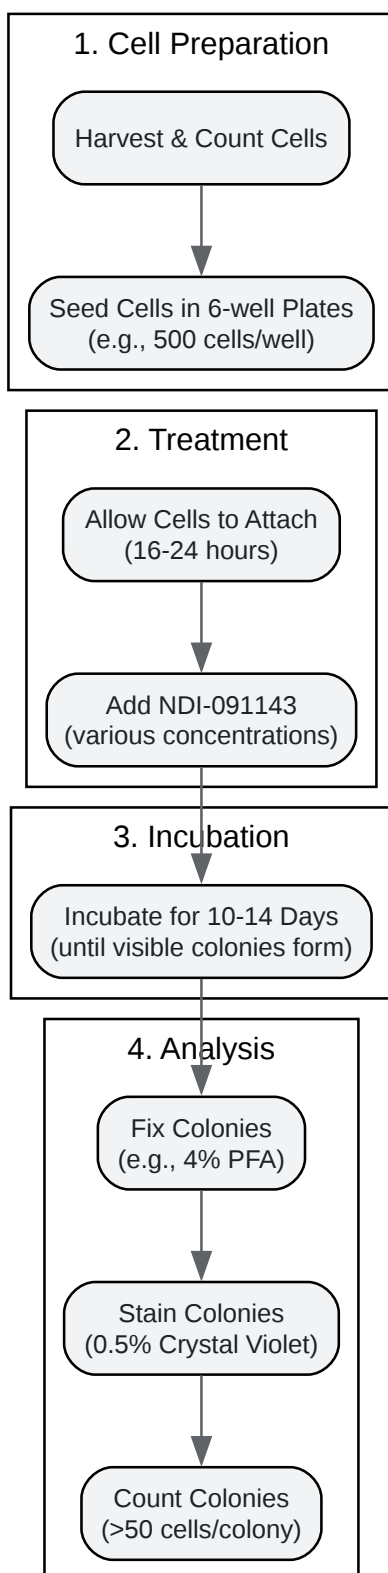 1. Cell Preparation
Harvest & Count Cells
Seed Cells in 6-well Plates
(e.g., 500 cells/well)
2. Treatment
Allow Cells to Attach
(16-24 hours)
Add NDI-091143
(various concentrations)
3. Incubation
Incubate for 10-14 Days
(until visible colonies form)
4. Analysis
Fix Colonies
(e.g., 4% PFA)
Stain Colonies
(0.5% Crystal Violet)
Count Colonies
(>50 cells/colony)